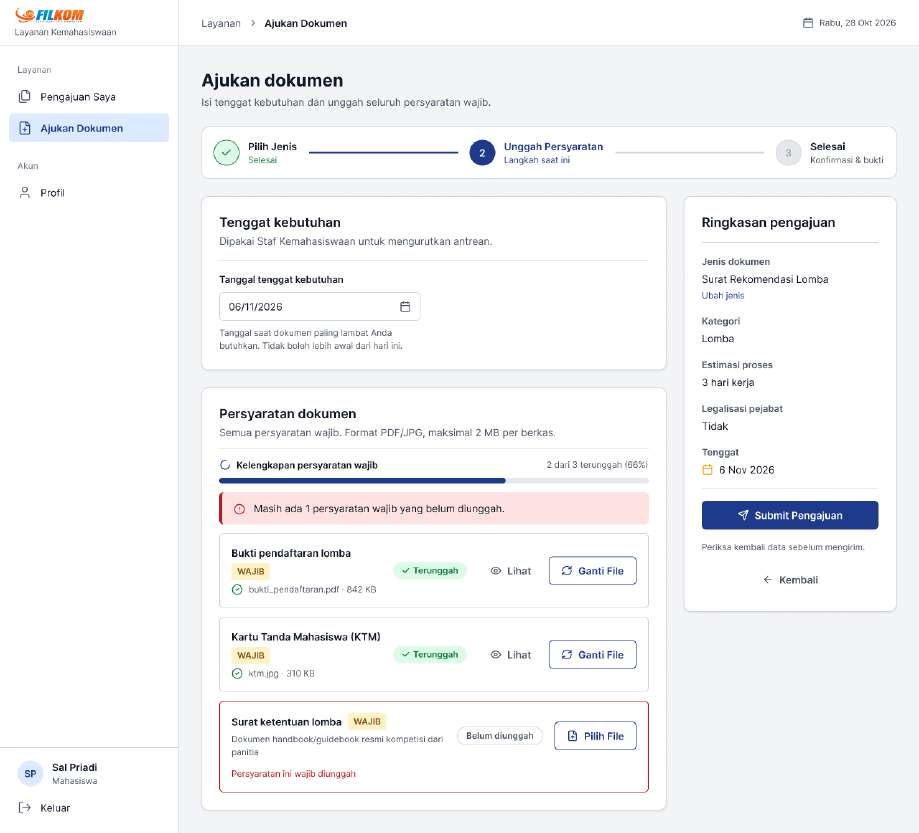 FILKOM
Layanan Kemahasiswaan
Layanan
Pengajuan Saya
Ajukan Dokumen
Akun
Profil
SP
Sal Priadi
Mahasiswa
Keluar
Layanan > Ajukan Dokumen
Rabu, 28 Okt 2026
Ajukan dokumen
Isi tenggat kebutuhan dan unggah seluruh persyaratan wajib.
Pilih Jenis
Selesai
2
Unggah Persyaratan
Langkah saat ini
3
Selesai
Konfirmasi & bukti
Tenggat kebutuhan
Dipakai Staf Kemahasiswaan untuk mengurutkan antrean.
Tanggal tenggat kebutuhan
06/11/2026
Tanggal saat dokumen paling lambat Anda
butuhkan. Tidak boleh lebih awal dari hari ini.
Persyaratan dokumen
Semua persyaratan wajib. Format PDF/JPG, maksimal 2 MB per berkas.
Kelengkapan persyaratan wajib
2 dari 3 terunggah (66%)
Masih ada 1 persyaratan wajib yang belum diunggah.
Bukti pendaftaran lomba
WAJIB
bukti_pendaftaran.pdf · 842 KB
Terunggah
Lihat
Ganti File
Kartu Tanda Mahasiswa (KTM)
WAJIB
ktm.jpg · 310 KB
Terunggah
Lihat
Ganti File
Surat ketentuan lomba WAJIB
Dokumen handbook/guidebook resmi kompetisi dari
panitia
Persyaratan ini wajib diunggah
Belum diunggah
Pilih File
Ringkasan pengajuan
Jenis dokumen
Surat Rekomendasi Lomba
Ubah jenis
Kategori
Lomba
Estimasi proses
3 hari kerja
Legalisasi pejabat
Tidak
Tenggat
6 Nov 2026
Submit Pengajuan
Periksa kembali data sebelum mengirim.
Kembali